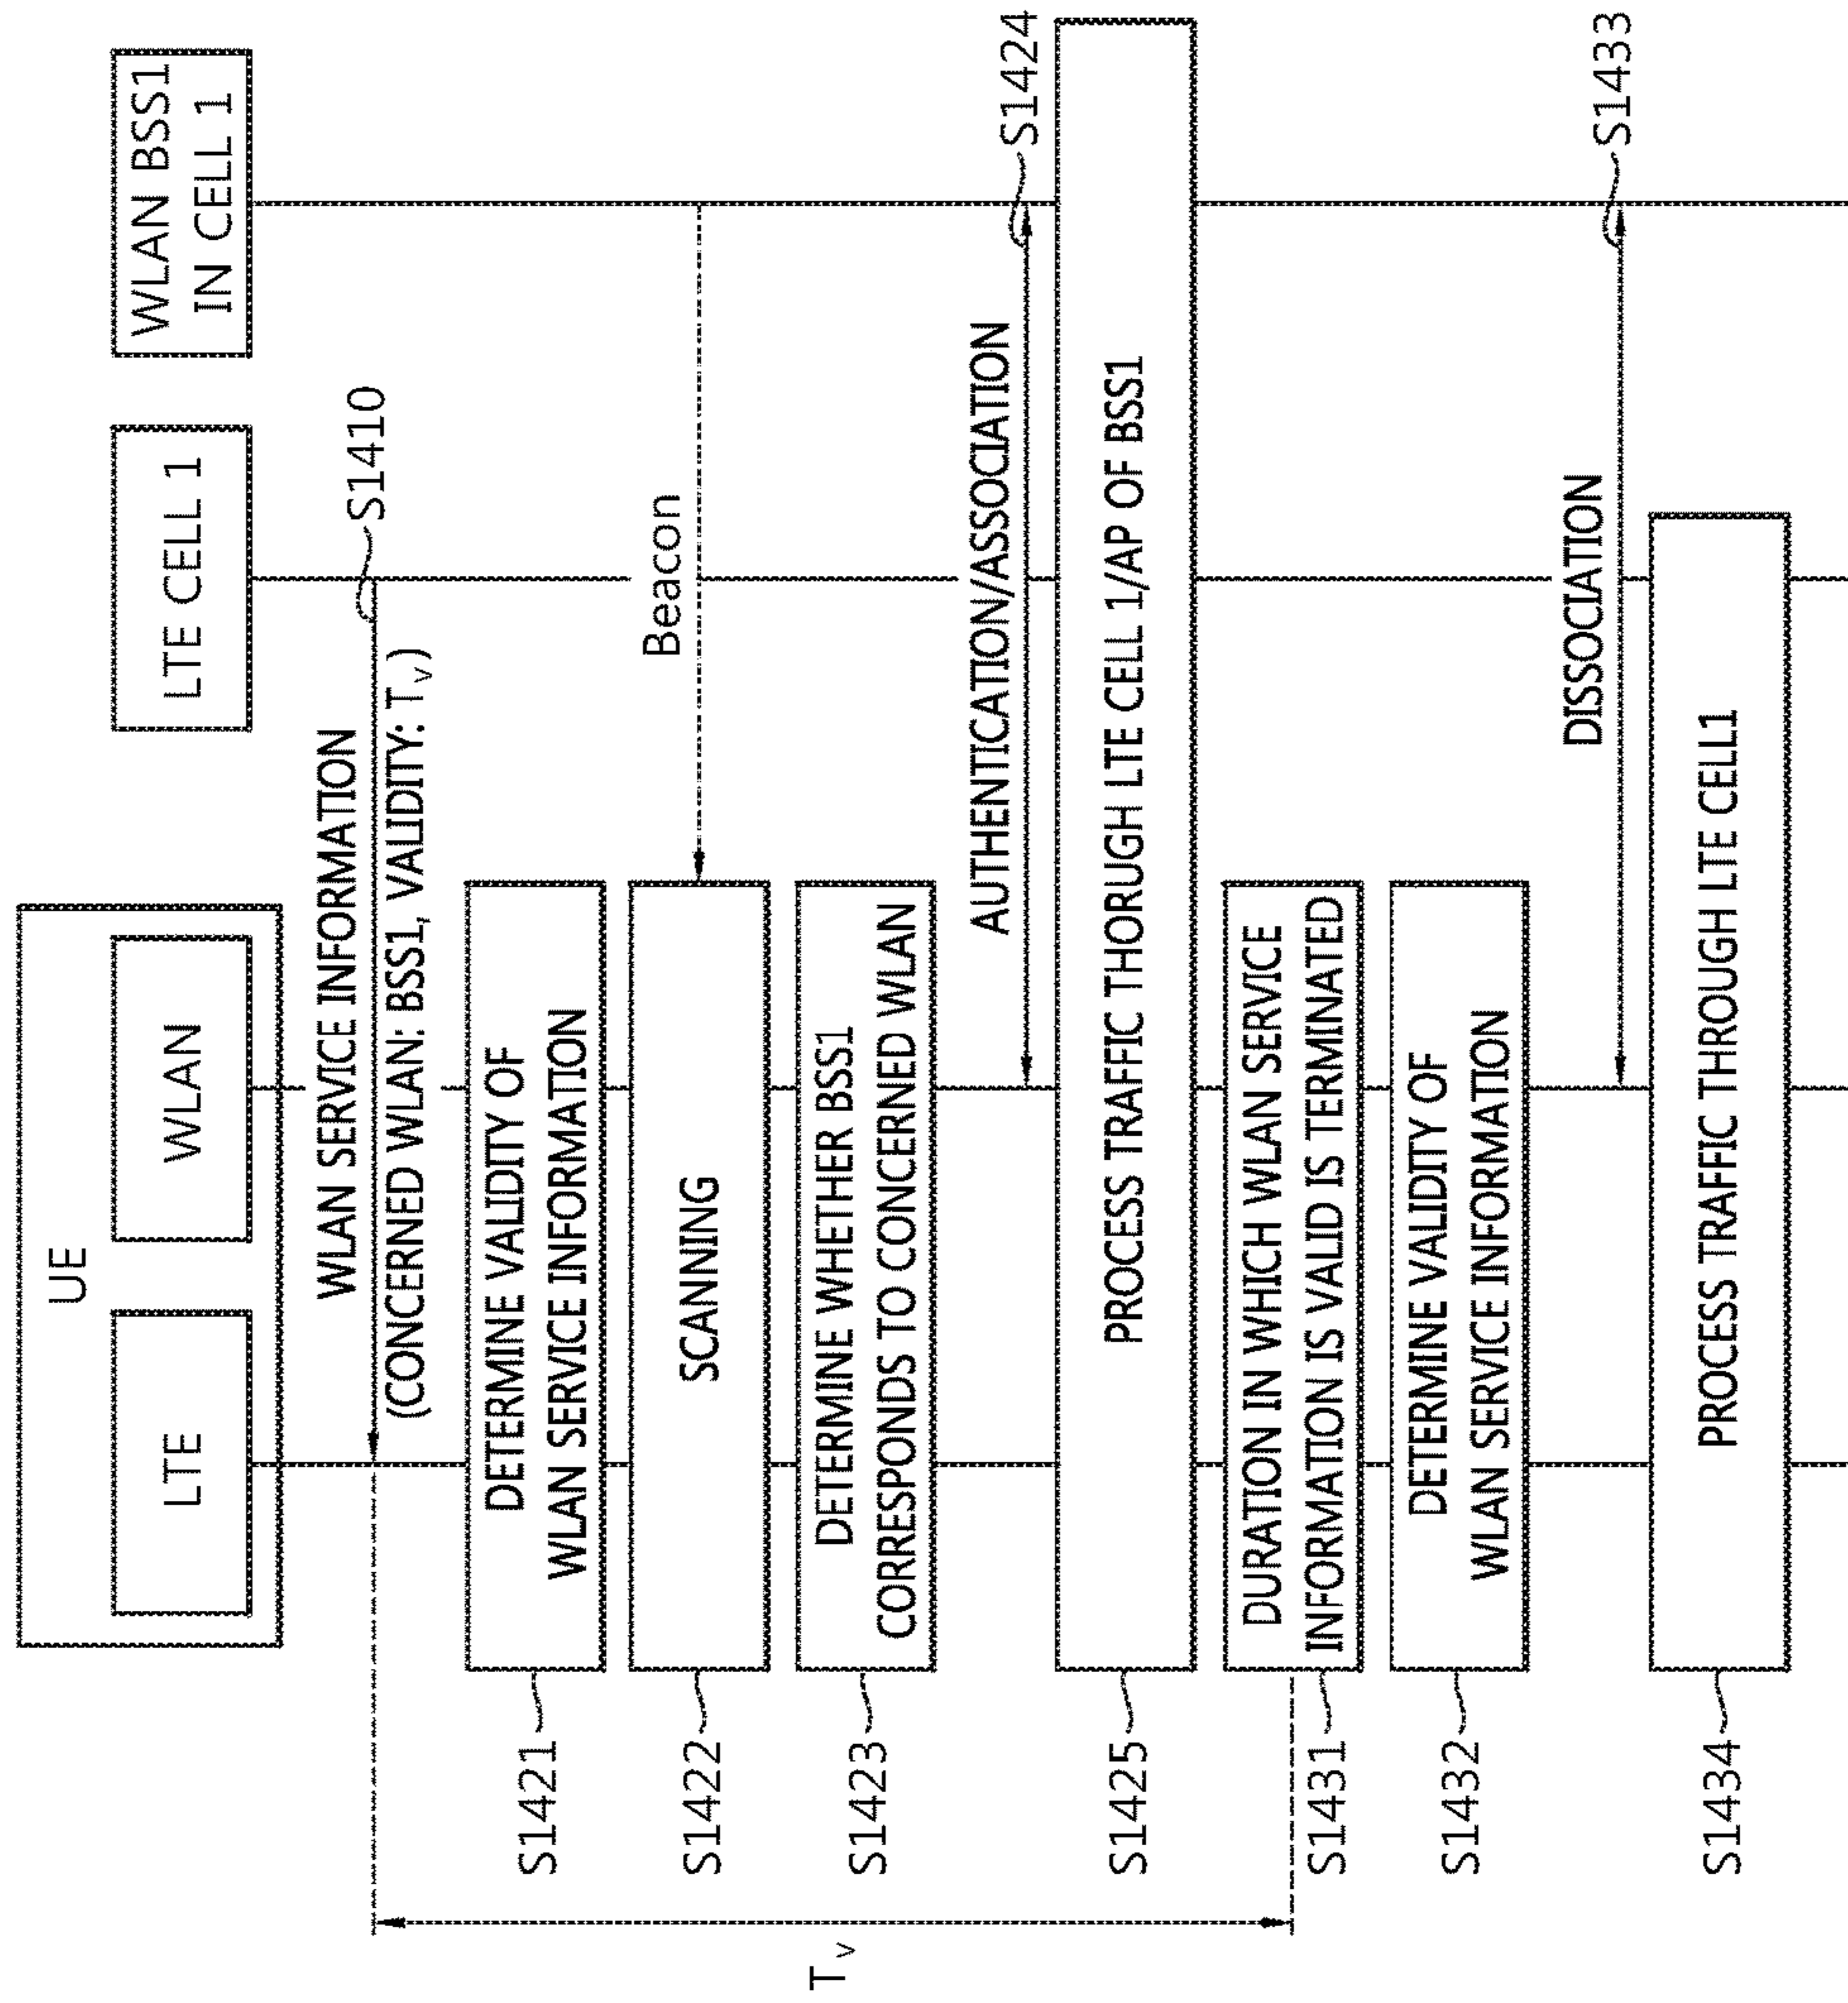 UE
LTE
WLAN
LTE CELL 1
WLAN BSS1
IN CELL 1
WLAN SERVICE INFORMATION
S1410
(CONCERNED WLAN: BSS1, VALIDITY: Tv)
S1421
DETERMINE VALIDITY OF
WLAN SERVICE INFORMATION
Beacon
S1422
SCANNING
Tv
S1423
DETERMINE WHETHER BSS1
CORRESPONDS TO CONCERNED WLAN
AUTHENTICATION/ASSOCIATION
S1424
S1425
PROCESS TRAFFIC THOROUGH LTE CELL 1/AP OF BSS1
S1431
DURATION IN WHICH WLAN SERVICE
INFORMATION IS VALID IS TERMINATED
S1432
DETERMINE VALIDITY OF
WLAN SERVICE INFORMATION
DISSOCIATION
S1433
S1434
PROCESS TRAFFIC THROUGH LTE CELL1